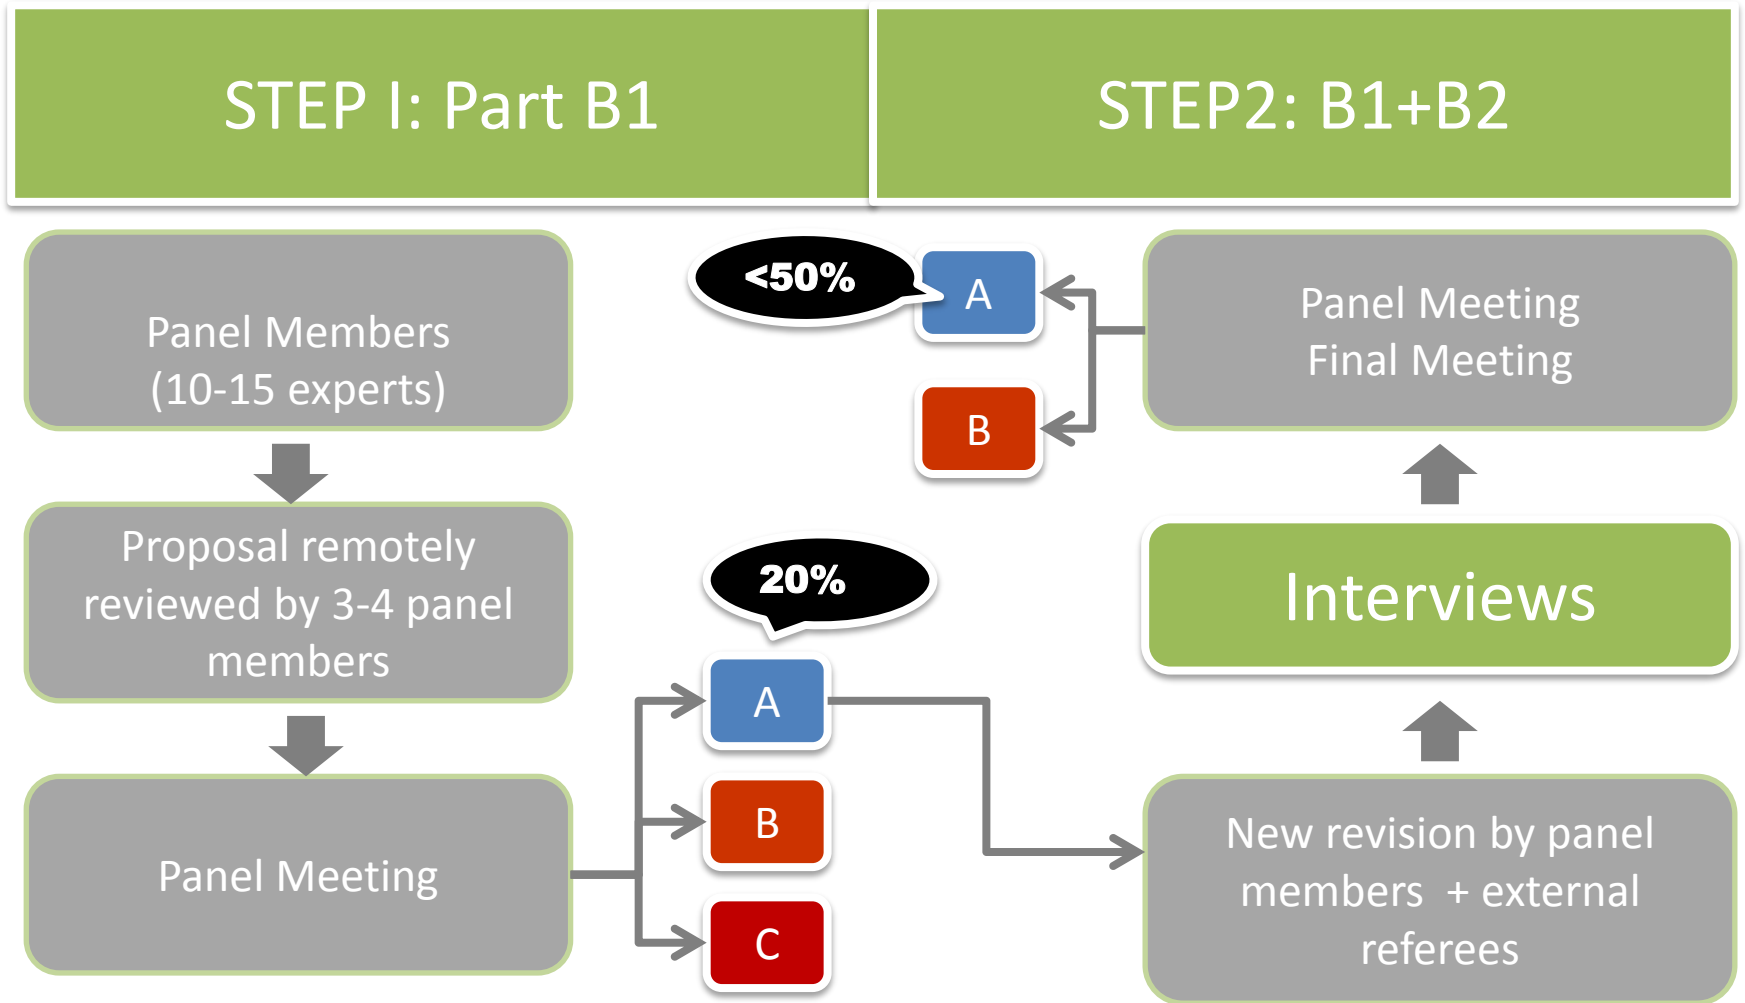 STEP I: Part B1
STEP2: B1+B2
Panel Members
(10-15 experts)
Proposal remotely
reviewed by 3-4 panel
members
Panel Meeting
20%
A
B
C
New revision by panel
members + external
referees
Interviews
Panel Meeting
Final Meeting
<50%
A
B